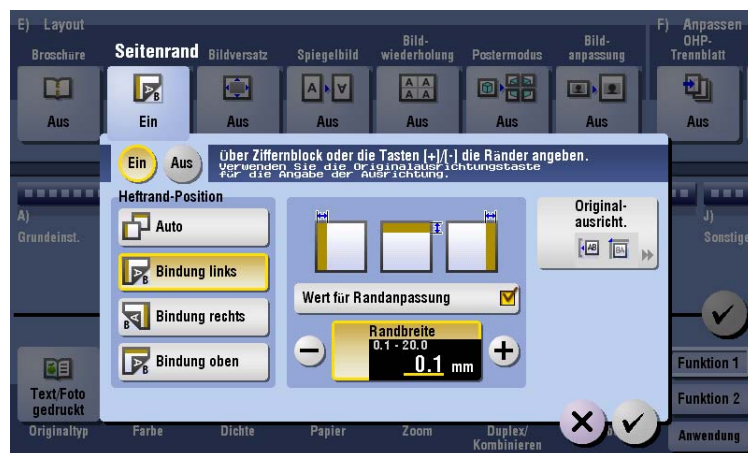 E) Layout
F) Anpassen
Broschüre
Seitenrand
Bildversatz
Spiegelbild
Bild-
wiederholung
Postermodus
Bild-
anpassung
OHP-
Trennblatt
Aus
Ein
Aus
Aus
Aus
Aus
Aus
Aus
Ein
Aus
über Ziffernblock oder die Tasten [+]/[-] die Ränder angeben.
Verwenden Sie die Originalausrichtungstaste
für die Angabe der Ausrichtung.
Heftrand-Position
Auto
Bindung links
Bindung rechts
Bindung oben
Wert für Randanpassung
Randbreite
0.1 - 20.0
0.1 mm
Original-
ausricht.
A)
Grundeinst.
J)
Sonstige
Text/Foto
gedruckt
Funktion 1
Funktion 2
Anwendung
Originaltyp
Farbe
Dichte
Papier
Zoom
Duplex/
Kombinieren